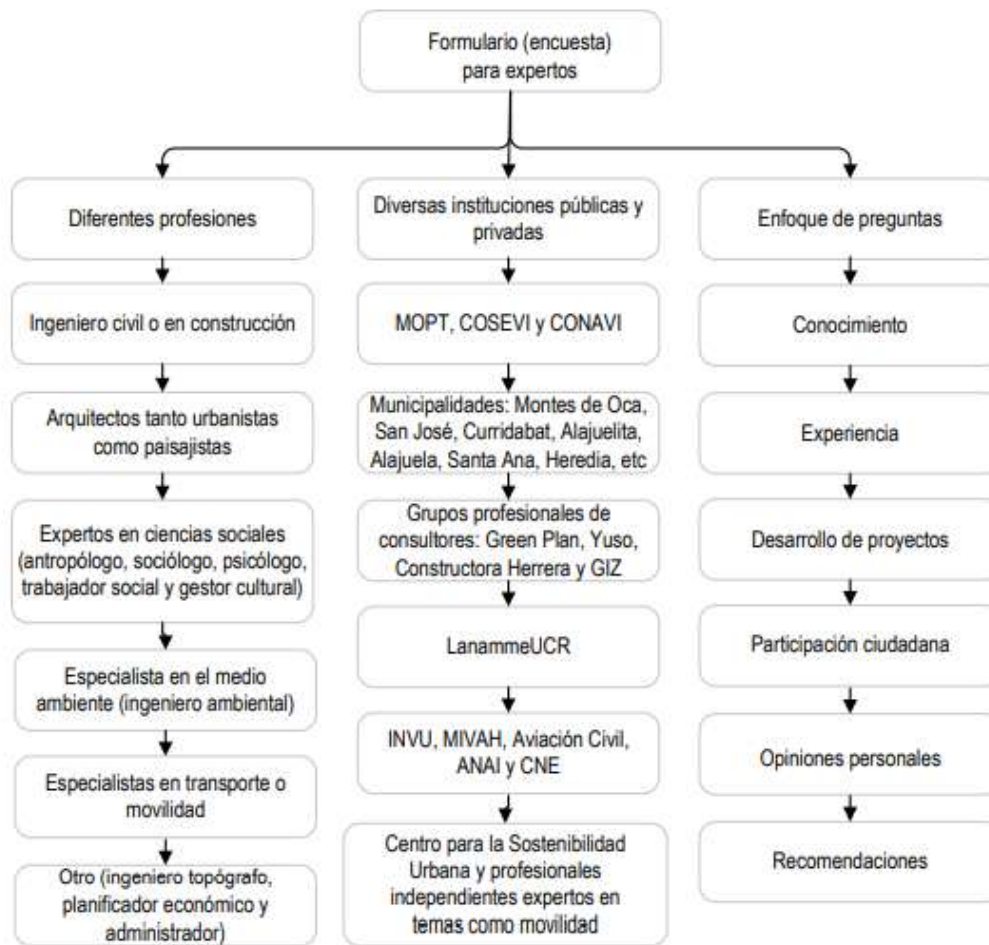 Formulario (encuesta)
para expertos
Diferentes profesiones
Ingeniero civil o en construcción
Arquitectos tanto urbanistas
como paisajistas
Expertos en ciencias sociales
(antropólogo, sociólogo, psicólogo,
trabajador social y gestor cultural)
Especialista en el medio
ambiente (ingeniero ambiental)
Especialistas en transporte o
movilidad
Otro (ingeniero topógrafo,
planificador económico y
administrador)
Diversas instituciones públicas y
privadas
MOPT, COSEVI y CONAVI
Municipalidades: Montes de Oca,
San José, Curridabat, Alajuelita,
Alajuela, Santa Ana, Heredia, etc
Grupos profesionales de
consultores: Green Plan, Yuso,
Constructora Herrera y GIZ
LanammeUCR
INVU, MIVAH, Aviación Civil,
ANAI y CNE
Centro para la Sostenibilidad
Urbana y profesionales
independientes expertos en
temas como movilidad
Enfoque de preguntas
Conocimiento
Experiencia
Desarrollo de proyectos
Participación ciudadana
Opiniones personales
Recomendaciones